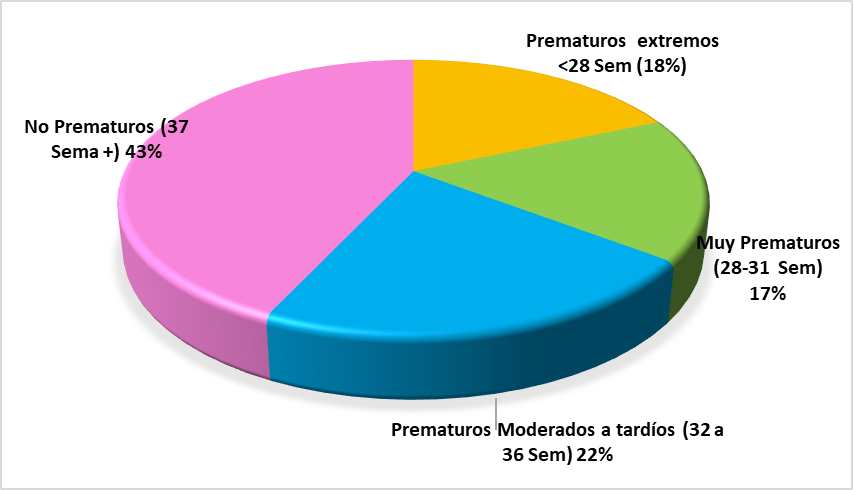 Prematuros extremos
<28 Sem (18%)
No Prematuros (37
Sema +) 43%
Muy Prematuros
(28-31 Sem)
17%
Prematuros Moderados a tardíos (32 a
36 Sem) 22%